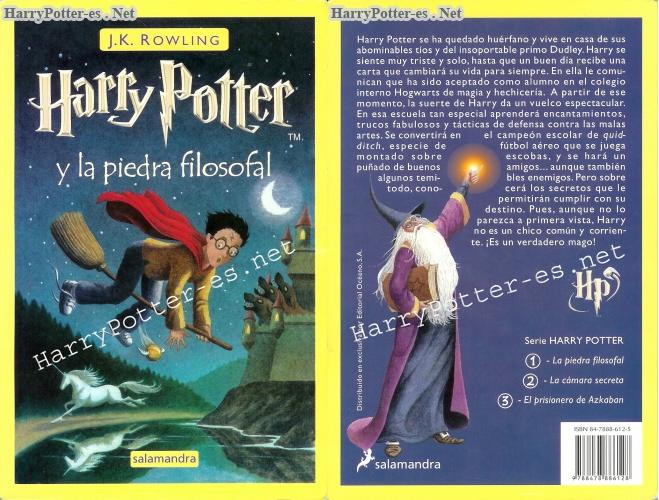 HarryPotter-es . Net
J.K. ROWLING
Harry Potter
TM
y la piedra filosofal
HarryPotter-es . net
salamandra
HarryPotter-es . Net
Harry Potter se ha quedado huérfano y vive en casa de sus
abominables tíos y del insoportable primo Dudley. Harry se
siente muy triste y solo, hasta que un buen día recibe una
carta que cambiará su vida para siempre. En ella le comu-
nican que ha sido aceptado como alumno en el colegio
interno Hogwarts de magia y hechicería. A partir de ese
momento, la suerte de Harry da un vuelco espectacular.
En esa escuela tan especial aprenderá encantamientos,
trucos fabulosos y tácticas de defensa contra las malas
artes. Se convertirá en el campeón escolar de quid-
ditch, especie de fútbol aéreo que se juega
montado sobre escobas, y se hará un
puñado de buenos amigos... aunque también
algunos temi- bles enemigos. Pero sobre
todo, cono- cerá los secretos que le
permitirán cumplir con su
destino. Pues, aunque no lo
parezca a primera vista, Harry
no es un chico común y corrien-
te. ¡Es un verdadero mago!
HarryPotter-es . net
HP
Distribuido en exclusiva por Editorial Océano, S.A.
Serie HARRY POTTER
1 - La piedra filosofal
2 - La cámara secreta
3 - El prisionero de Azkaban
salamandra
ISBN 84-7888-612-5
9 788478 886128